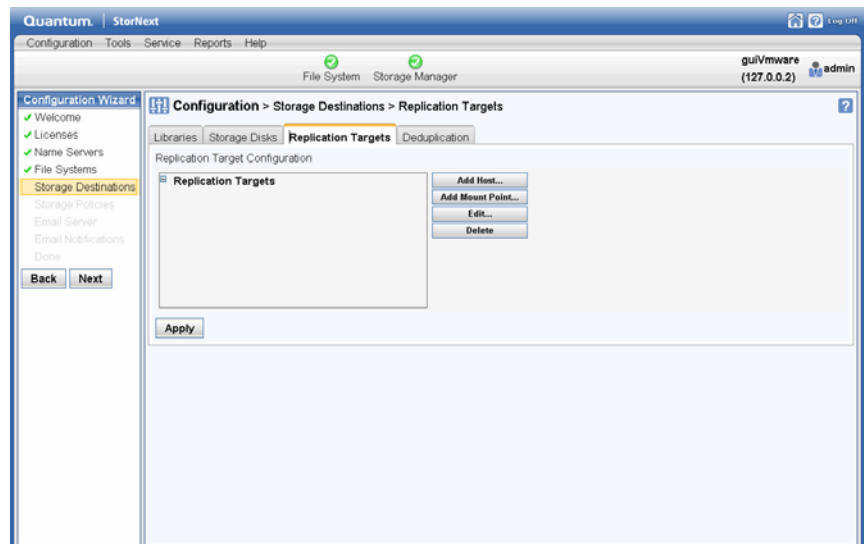 Quantum. StorNext
Log Off
Configuration Tools Service Reports Help
File System Storage Manager
guiVmware
(127.0.0.2)
admin
Configuration Wizard
Welcome
Licenses
Name Servers
File Systems
Storage Destinations
Storage Policies
Email Server
Email Notifications
Done
Back Next
Configuration > Storage Destinations > Replication Targets
?
Libraries Storage Disks Replication Targets Deduplication
Replication Target Configuration
Replication Targets
Add Host...
Add Mount Point...
Edit...
Delete
Apply